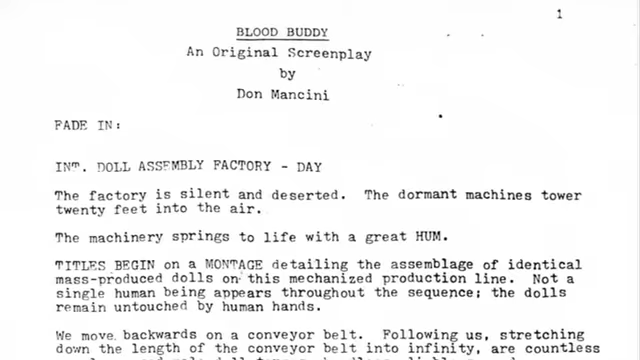 1
BLOOD BUDDY
An Original Screenplay
by
Don Mancini
FADE IN:
INT. DOLL ASSEMBLY FACTORY - DAY
The factory is silent and deserted. The dormant machines tower
twenty feet into the air.
The machinery springs to life with a great HUM.
TITLES BEGIN on a MONTAGE detailing the assemblage of identical
mass-produced dolls on this mechanized production line. Not a
single human being appears throughout the sequence; the dolls
remain untouched by human hands.
We move backwards on a conveyor belt. Following us, stretching
down the length of the conveyor belt into infinity, are countless